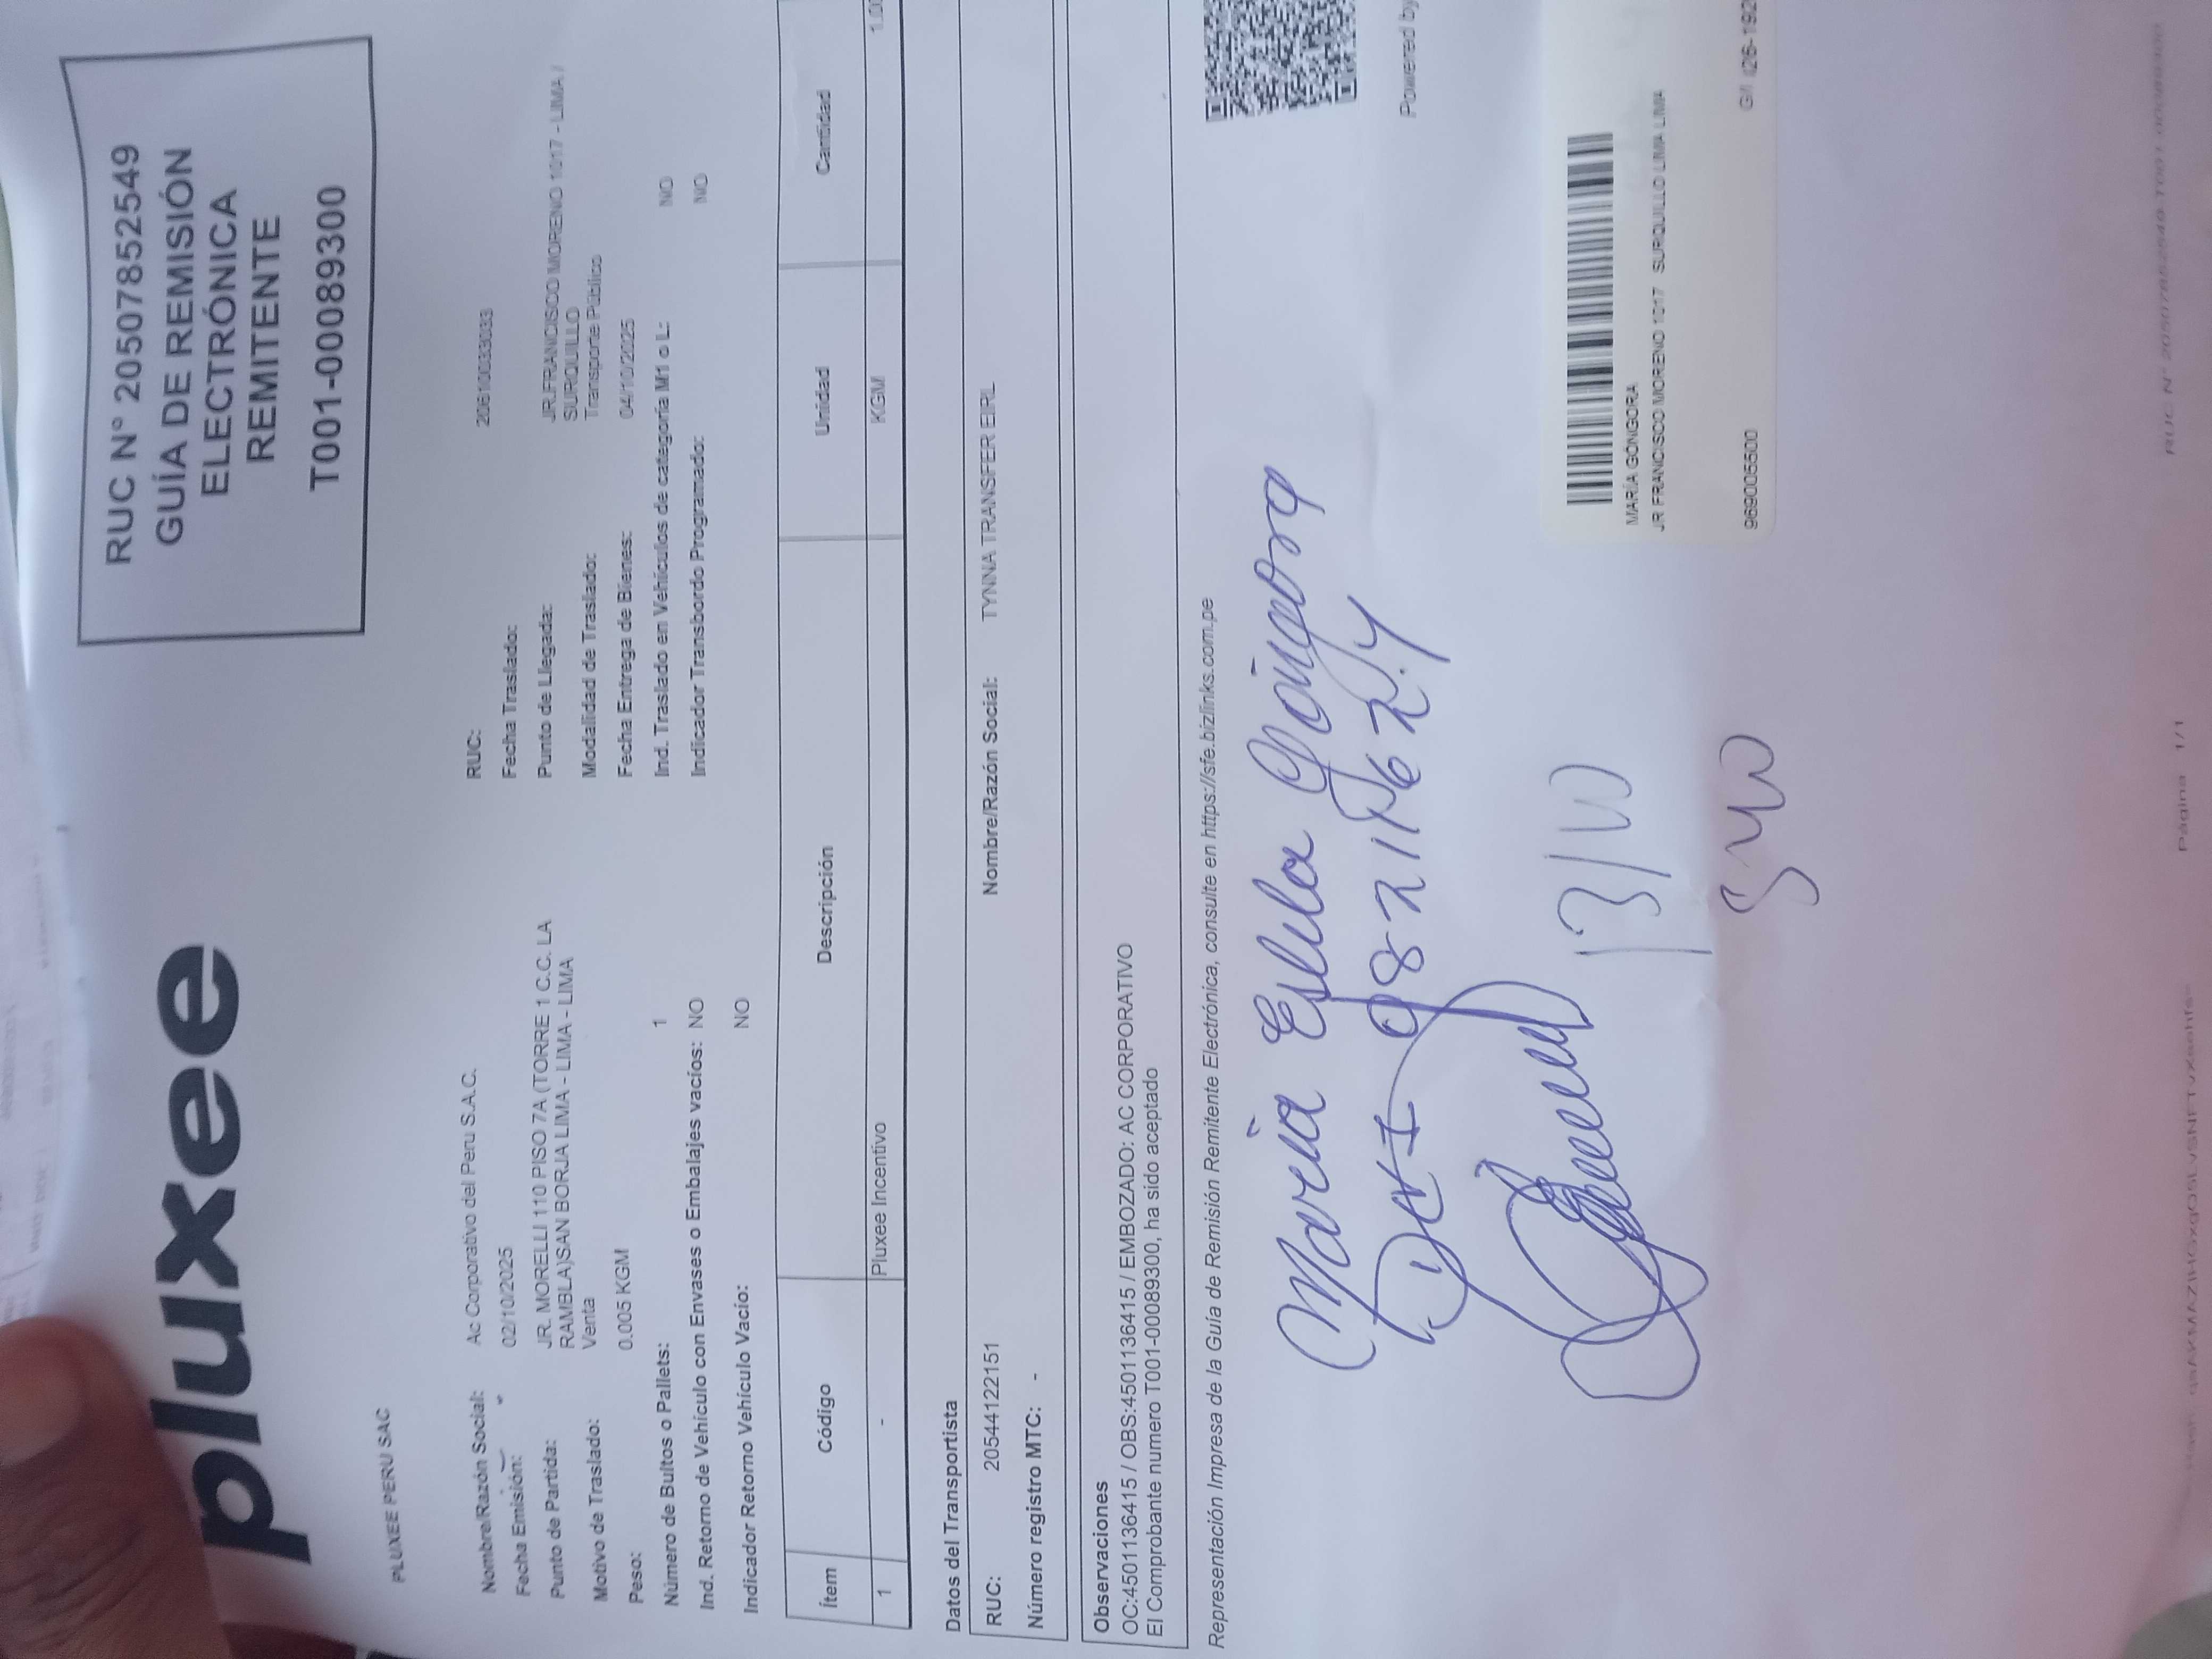 pluxee
RUC N° 20507852549
GUÍA DE REMISIÓN
ELECTRÓNICA
REMITENTE
T001-00089300
PLUXEE PERU SAC
Nombre/Razón Social: Ac Corporativo del Peru S.A.C.
RUC: 20610033033
Fecha Emisión: 02/10/2025
Fecha Traslado:
Punto de Partida: JR. MORELLI 110 PISO 7A (TORRE 1 C.C. LA
RAMBLA)SAN BORJA LIMA - LIMA - LIMA
Punto de Llegada: JR.FRANCISCO MORENO 1017 - LIMA /
SURQUILLO
Motivo de Traslado: Venta
Modalidad de Traslado: Transporte Público
Peso: 0.005 KGM
Fecha Entrega de Bienes: 04/10/2025
Número de Bultos o Pallets: 1
Ind. Traslado en Vehículos de categoría M1 o L: NO
Ind. Retorno de Vehículo con Envases o Embalajes vacíos: NO
Indicador Transbordo Programado: NO
Indicador Retorno Vehículo Vacío: NO
Ítem Código Descripción Unidad Cantidad
1 - Pluxee Incentivo KGM 1.00
Datos del Transportista
RUC: 20544122151 Nombre/Razón Social: TYNNA TRANSFER EIRL
Número registro MTC: -
Observaciones
OC:4501136415 / OBS:4501136415 / EMBOZADO: AC CORPORATIVO
El Comprobante numero T001-00089300, ha sido aceptado
Representación Impresa de la Guía de Remisión Remitente Electrónica, consulte en https://sfe.bizlinks.com.pe
Powered by
Maria Góngora
MARÍA GÓNGORA
JR FRANCISCO MORENO 1017 SURQUILLO LIMA LIMA
969005500
Página 1/1